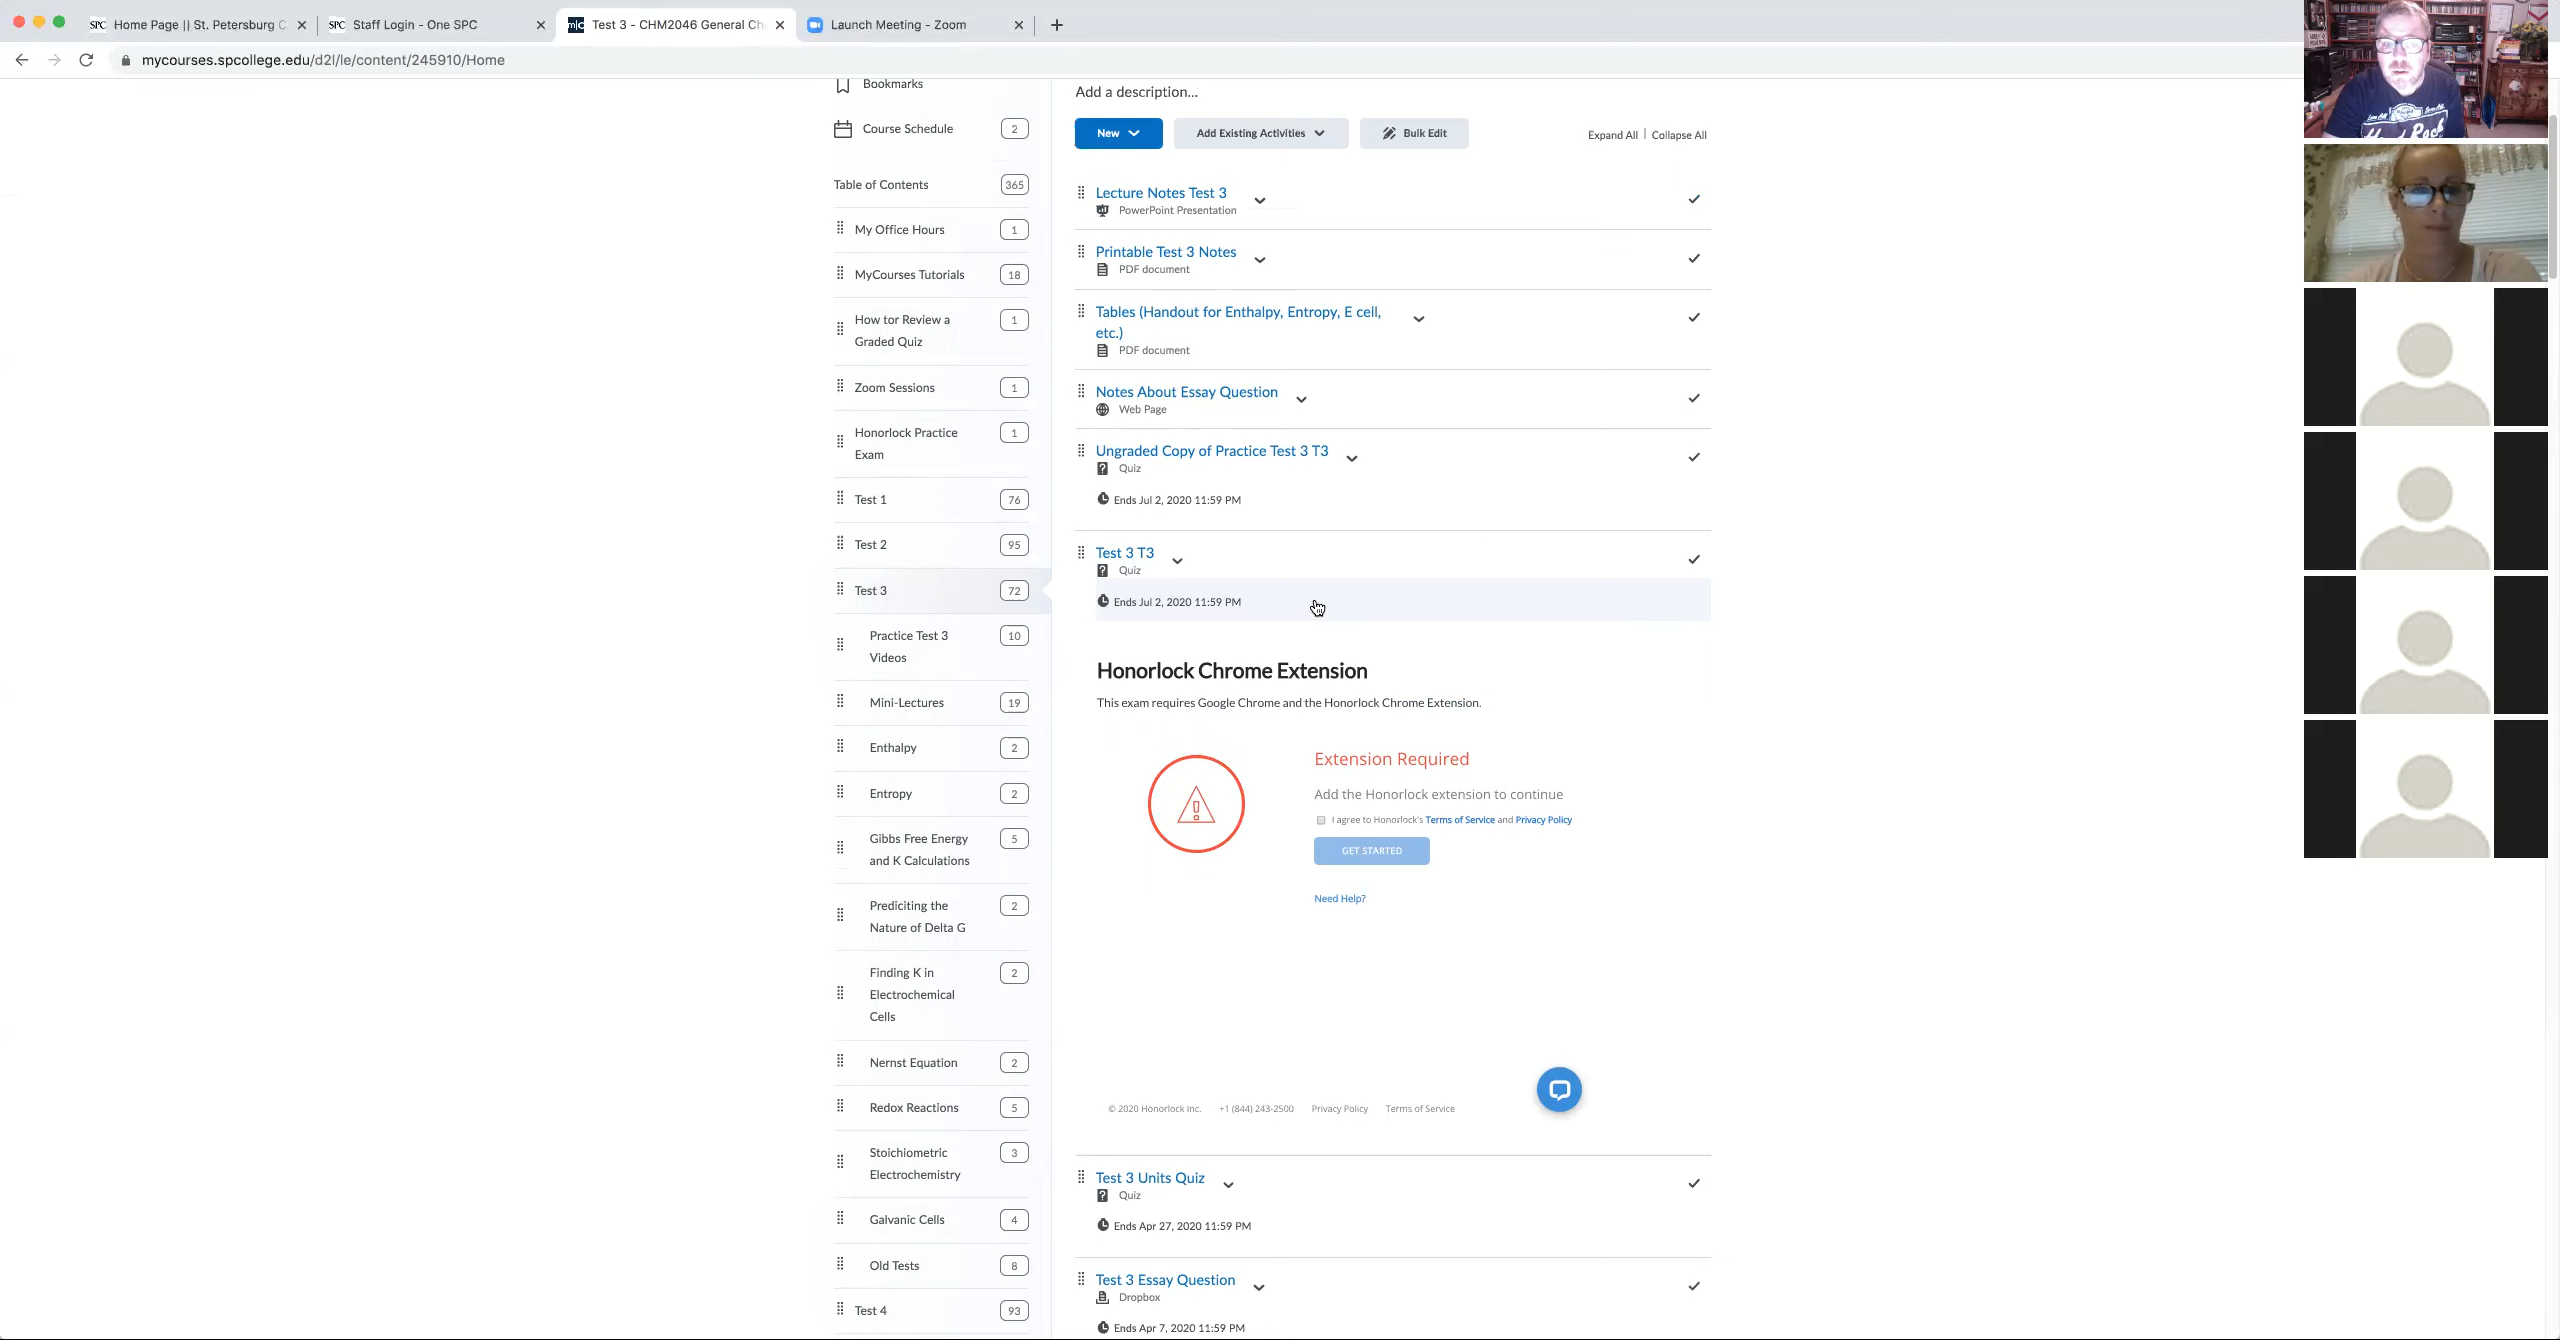 SPC Home Page || St. Petersburg C
SPC Staff Login - One SPC
m|c Test 3 - CHM2046 General Ch
Launch Meeting - Zoom
mycourses.spcollege.edu/d2l/le/content/245910/Home
Bookmarks
Course Schedule 2
Table of Contents 365
My Office Hours 1
MyCourses Tutorials 18
How tor Review a 1
Graded Quiz
Zoom Sessions 1
Honorlock Practice 1
Exam
Test 1 76
Test 2 95
Test 3 72
Practice Test 3 10
Videos
Mini-Lectures 19
Enthalpy 2
Entropy 2
Gibbs Free Energy 5
and K Calculations
Prediciting the 2
Nature of Delta G
Finding K in 2
Electrochemical
Cells
Nernst Equation 2
Redox Reactions 5
Stoichiometric 3
Electrochemistry
Galvanic Cells 4
Old Tests 8
Test 4 93
Add a description...
New
Add Existing Activities
Bulk Edit
Expand All | Collapse All
Lecture Notes Test 3
PowerPoint Presentation
Printable Test 3 Notes
PDF document
Tables (Handout for Enthalpy, Entropy, E cell,
etc.)
PDF document
Notes About Essay Question
Web Page
Ungraded Copy of Practice Test 3 T3
Quiz
Ends Jul 2, 2020 11:59 PM
Test 3 T3
Quiz
Ends Jul 2, 2020 11:59 PM
Honorlock Chrome Extension
This exam requires Google Chrome and the Honorlock Chrome Extension.
Extension Required
Add the Honorlock extension to continue
I agree to Honorlock's Terms of Service and Privacy Policy
GET STARTED
Need Help?
© 2020 Honorlock Inc. +1 (844) 243-2500 Privacy Policy Terms of Service
Test 3 Units Quiz
Quiz
Ends Apr 27, 2020 11:59 PM
Test 3 Essay Question
Dropbox
Ends Apr 7, 2020 11:59 PM
Hard Rock